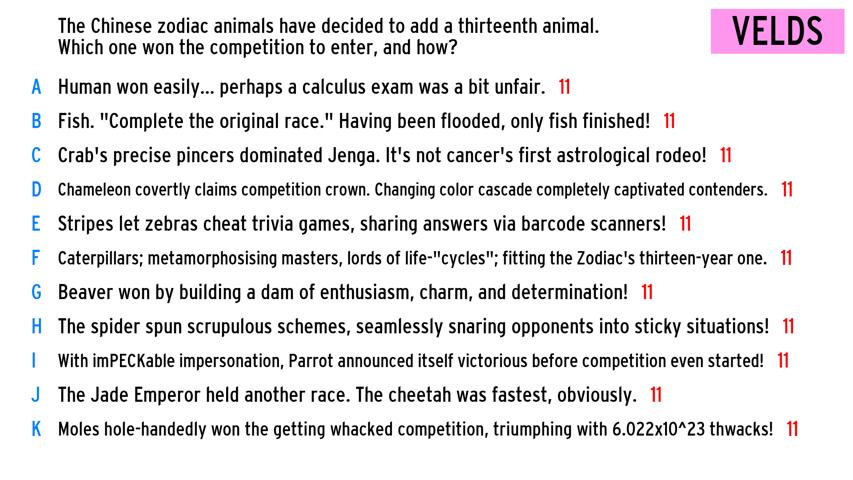 The Chinese zodiac animals have decided to add a thirteenth animal.
Which one won the competition to enter, and how?
VELDS
A Human won easily... perhaps a calculus exam was a bit unfair. 11
B Fish. "Complete the original race." Having been flooded, only fish finished! 11
C Crab's precise pincers dominated Jenga. It's not cancer's first astrological rodeo! 11
D Chameleon covertly claims competition crown. Changing color cascade completely captivated contenders. 11
E Stripes let zebras cheat trivia games, sharing answers via barcode scanners! 11
F Caterpillars; metamorphosising masters, lords of life-"cycles"; fitting the Zodiac's thirteen-year one. 11
G Beaver won by building a dam of enthusiasm, charm, and determination! 11
H The spider spun scrupulous schemes, seamlessly snaring opponents into sticky situations! 11
I With imPECKable impersonation, Parrot announced itself victorious before competition even started! 11
J The Jade Emperor held another race. The cheetah was fastest, obviously. 11
K Moles hole-handedly won the getting whacked competition, triumphing with 6.022x10^23 thwacks! 11